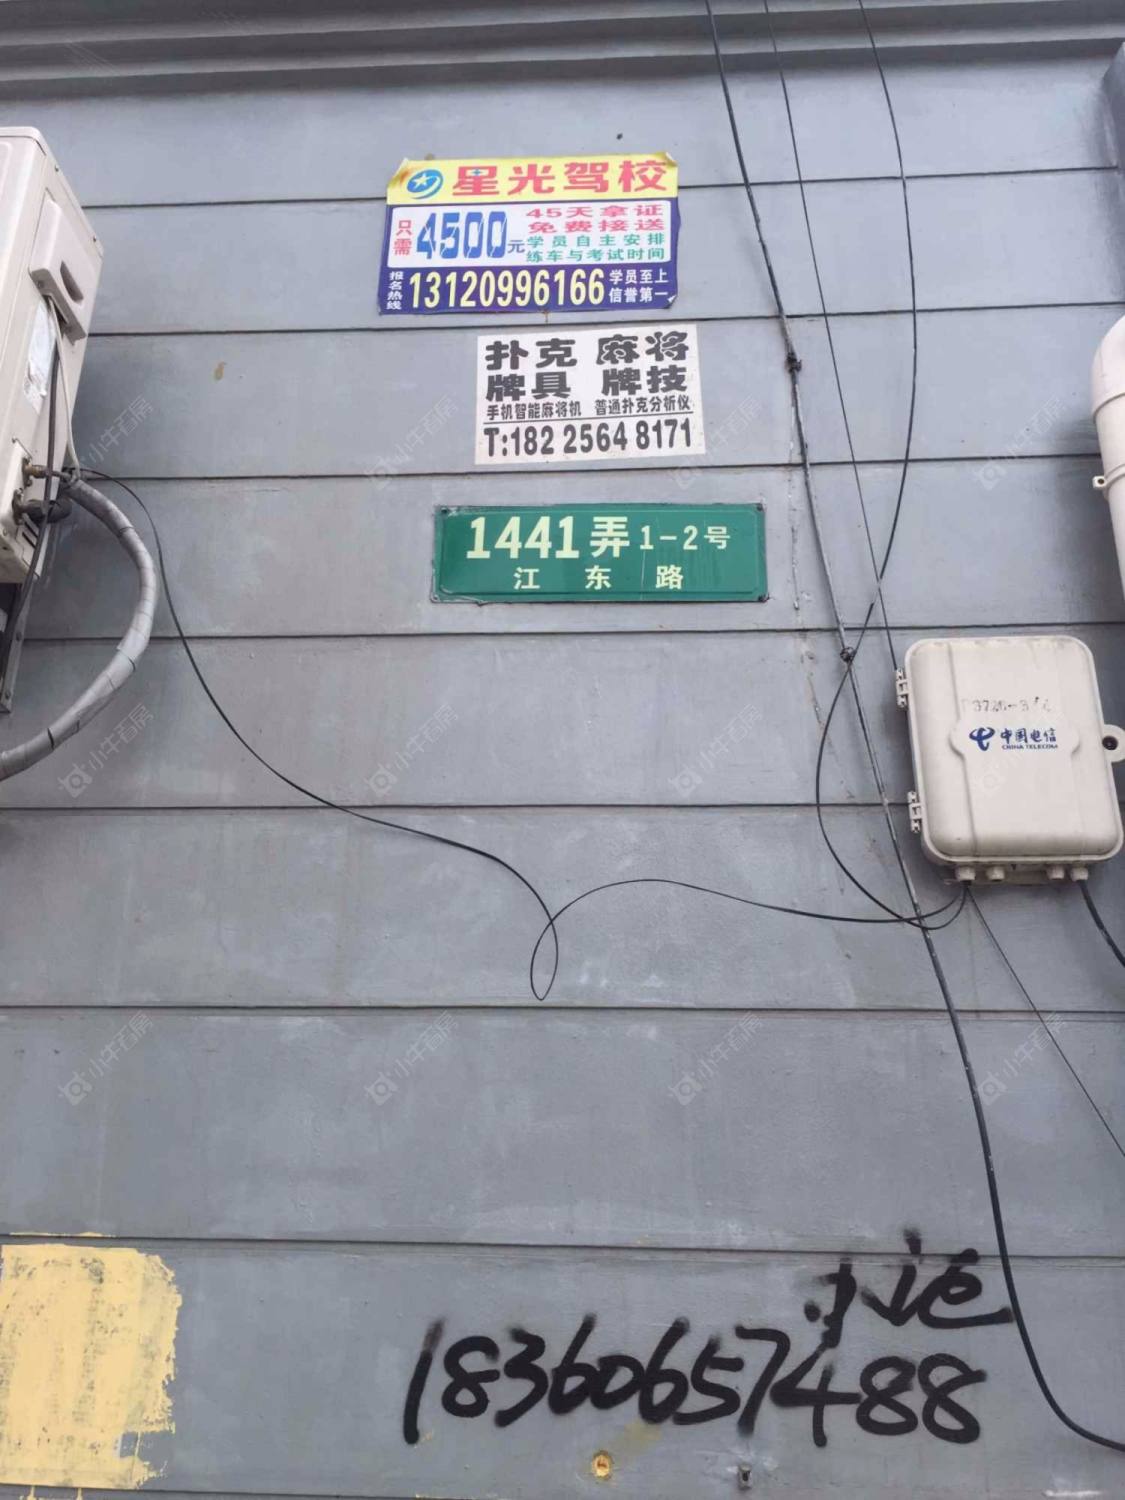 星光驾校
只需
4500元
45天拿证
免费接送
学员自主安排
练车与考试时间
报名热线
13120996166
学员至上
信誉第一
扑克 麻将
牌具 牌技
手机智能麻将机 普通扑克分析仪
T:182 2564 8171
1441弄1-2号
江东路
中国电信
CHINA TELECOM
18360657488
小牛看房